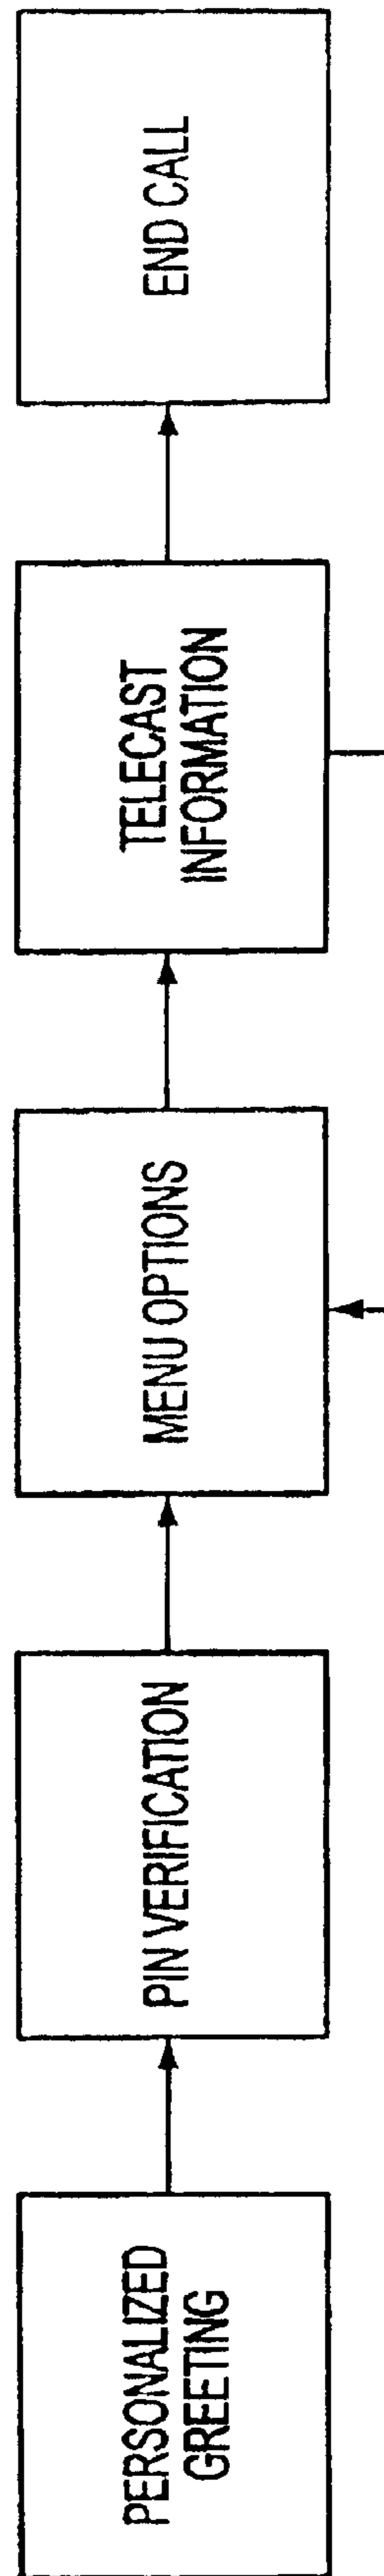 PERSONALIZED
GREETING
PIN VERIFICATION
MENU OPTIONS
TELECAST
INFORMATION
END CALL